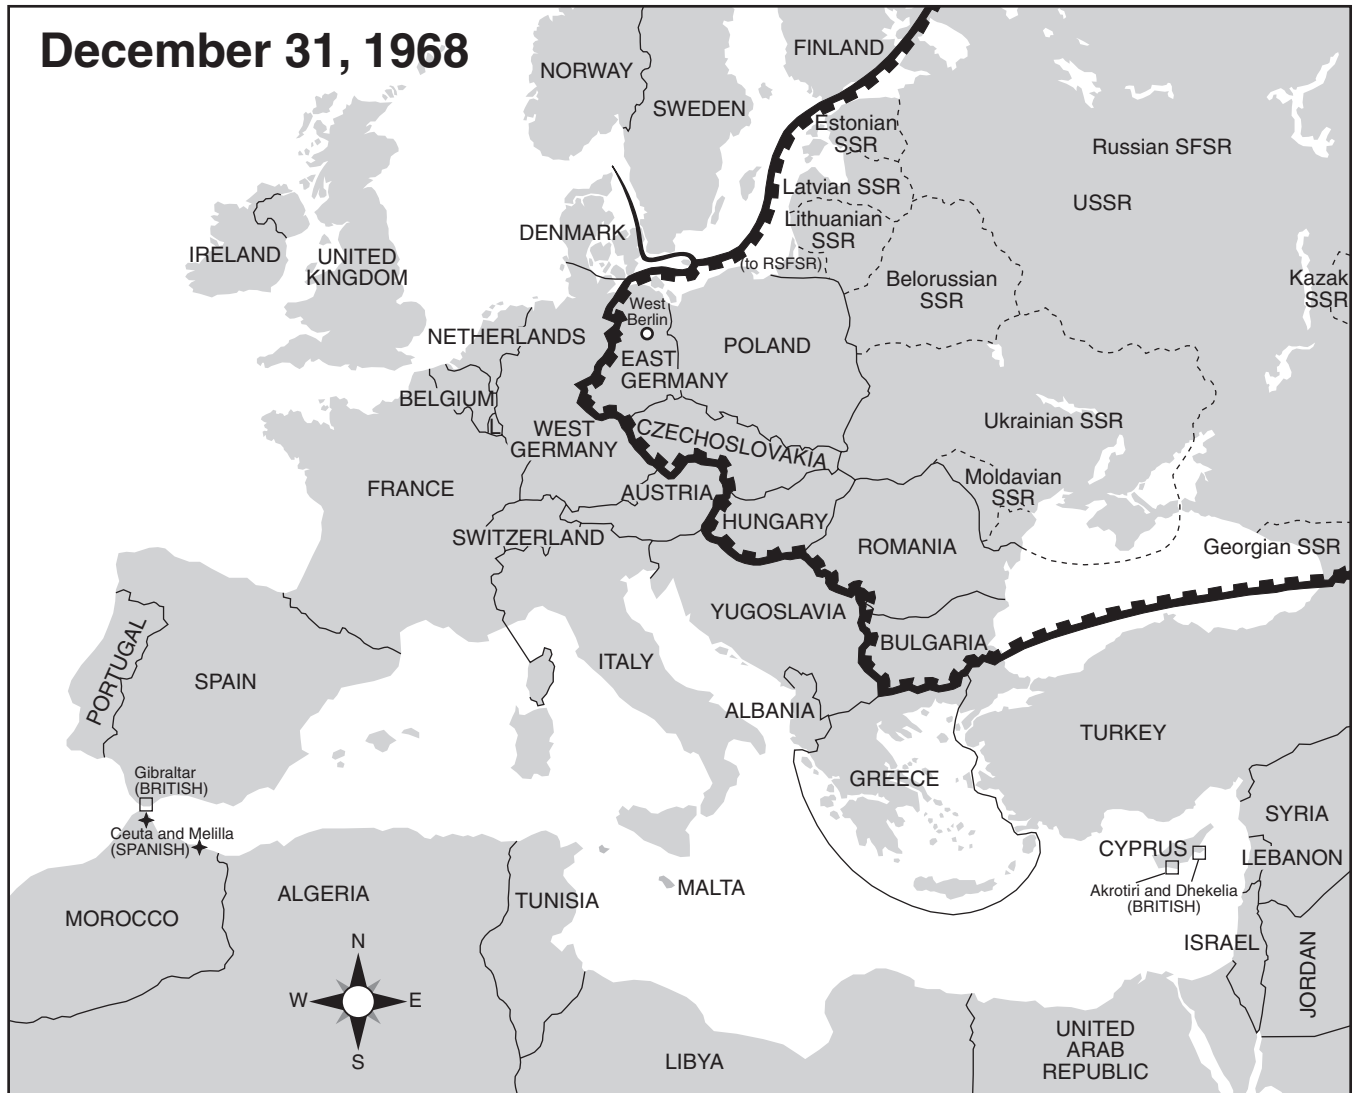 December 31, 1968
FINLAND
NORWAY
SWEDEN
Estonian
SSR
Russian SFSR
Latvian SSR
USSR
Lithuanian
SSR
DENMARK
IRELAND
UNITED
KINGDOM
(to RSFSR)
Belorussian
SSR
Kazak
SSR
West
Berlin
NETHERLANDS
POLAND
EAST
GERMANY
BELGIUM
L
WEST
GERMANY
CZECHOSLOVAKIA
Ukrainian SSR
FRANCE
AUSTRIA
Moldavian
SSR
HUNGARY
SWITZERLAND
ROMANIA
Georgian SSR
YUGOSLAVIA
BULGARIA
PORTUGAL
SPAIN
ITALY
ALBANIA
TURKEY
GREECE
Gibraltar
(BRITISH)
Ceuta and Melilla
(SPANISH)
SYRIA
CYPRUS
LEBANON
Akrotiri and Dhekelia
(BRITISH)
MALTA
ALGERIA
TUNISIA
MOROCCO
ISRAEL
JORDAN
N
W
E
S
LIBYA
UNITED
ARAB
REPUBLIC